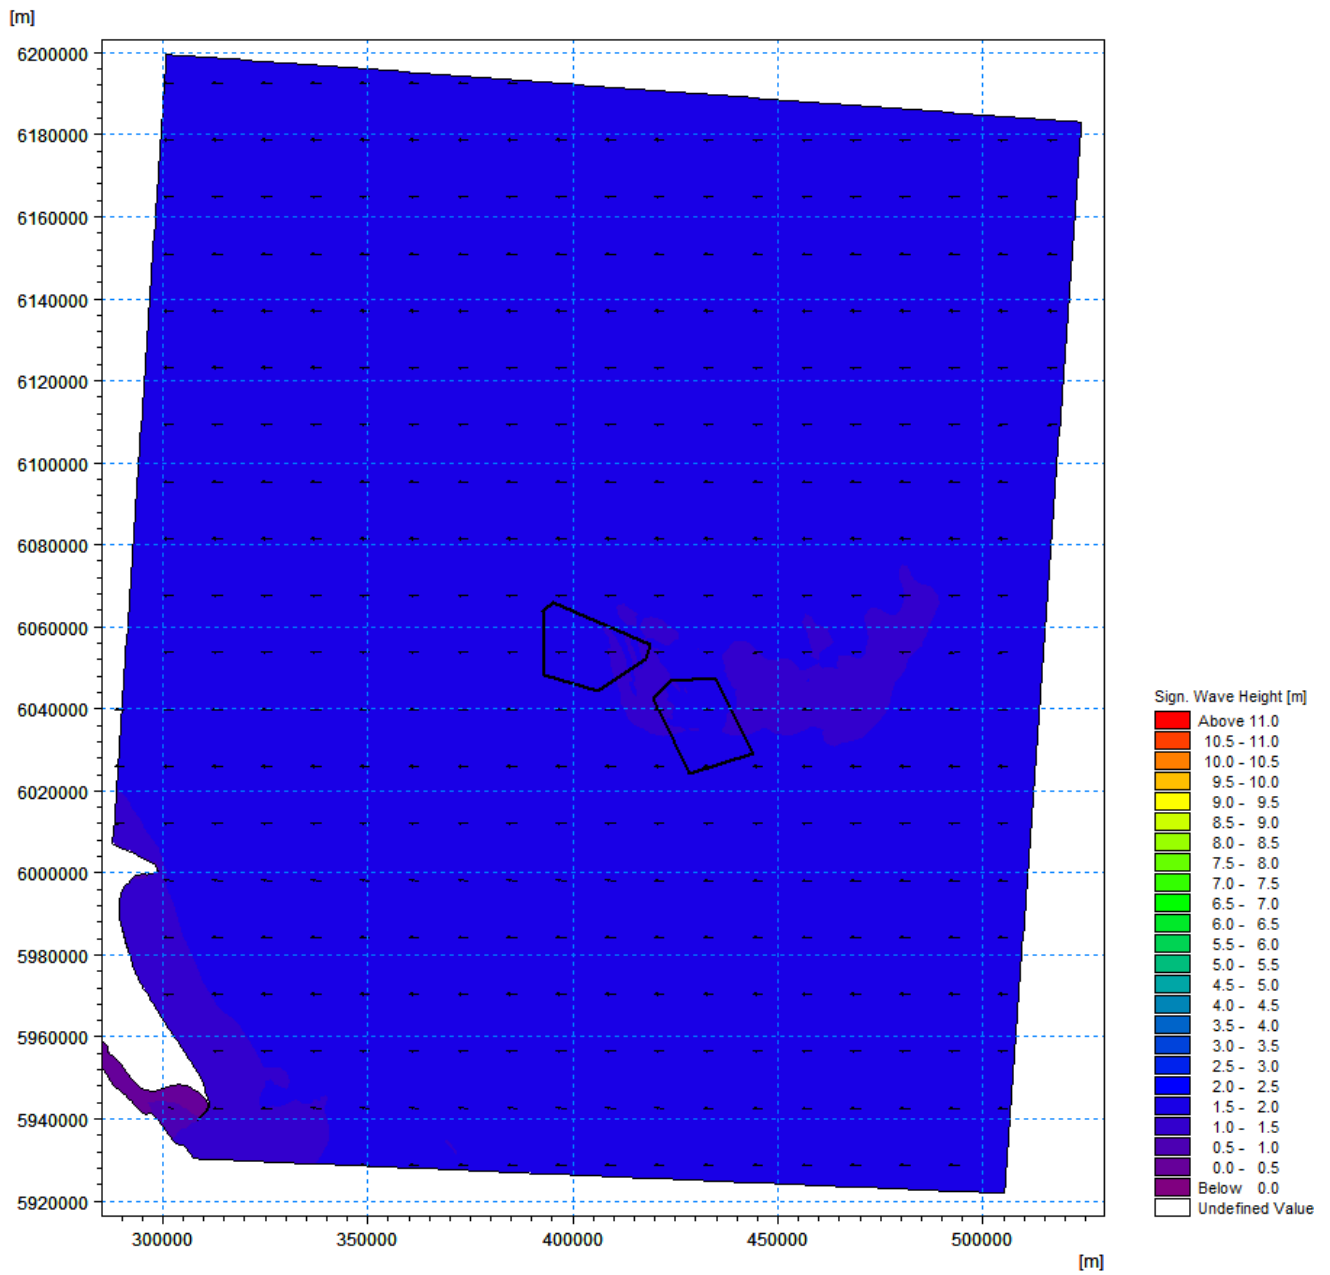 [m]
6200000
6180000
6160000
6140000
6120000
6100000
6080000
6060000
6040000
6020000
6000000
5980000
5960000
5940000
5920000
300000 350000 400000 450000 500000
[m]
Sign. Wave Height [m]
Above 11.0
10.5 - 11.0
10.0 - 10.5
9.5 - 10.0
9.0 - 9.5
8.5 - 9.0
8.0 - 8.5
7.5 - 8.0
7.0 - 7.5
6.5 - 7.0
6.0 - 6.5
5.5 - 6.0
5.0 - 5.5
4.5 - 5.0
4.0 - 4.5
3.5 - 4.0
3.0 - 3.5
2.5 - 3.0
2.0 - 2.5
1.5 - 2.0
1.0 - 1.5
0.5 - 1.0
0.0 - 0.5
Below 0.0
Undefined Value